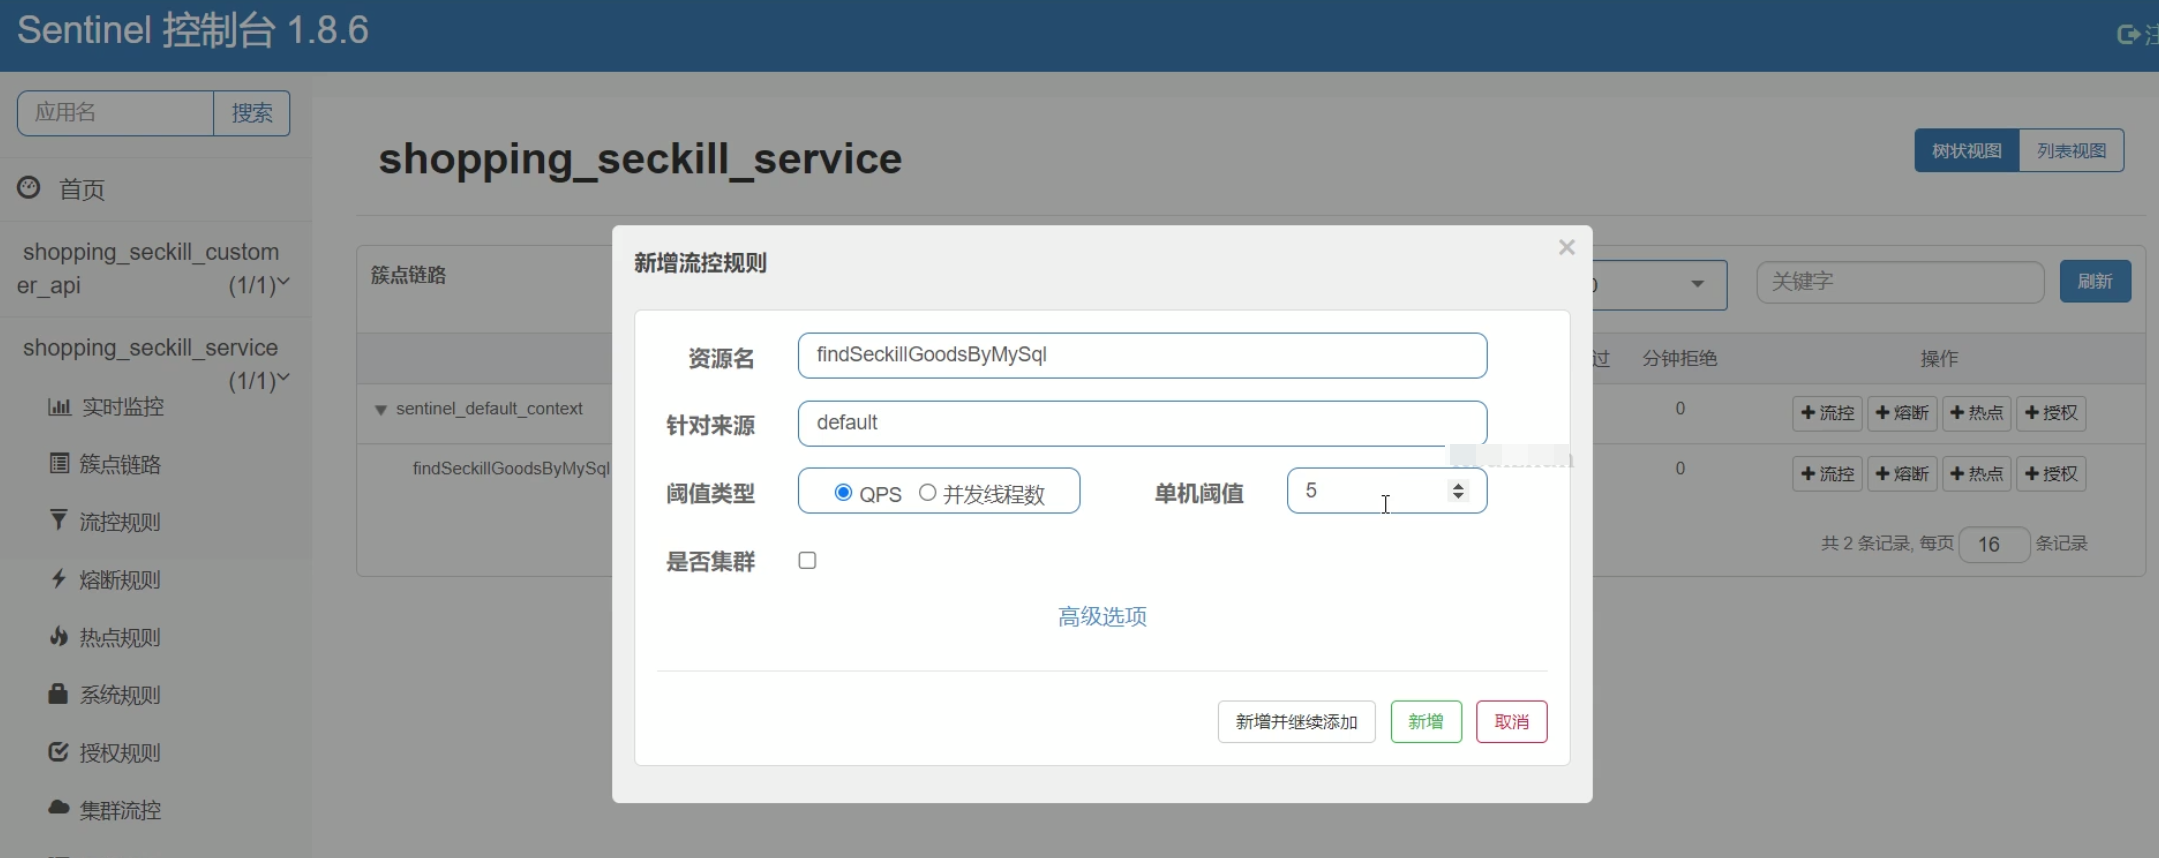 Sentinel 控制台 1.8.6
应用名
搜索
首页
shopping_seckill_custom
er_api (1/1)
shopping_seckill_service
(1/1)
实时监控
簇点链路
流控规则
熔断规则
热点规则
系统规则
授权规则
集群流控
shopping_seckill_service
树状视图
列表视图
簇点链路
关键字
刷新
过
分钟拒绝
操作
sentinel_default_context
0
流控
熔断
热点
授权
findSeckillGoodsByMySql
0
流控
熔断
热点
授权
共 2 条记录, 每页 16 条记录
新增流控规则
×
资源名
findSeckillGoodsByMySql
针对来源
default
阈值类型
QPS
并发线程数
单机阈值
5
是否集群
高级选项
新增并继续添加
新增
取消